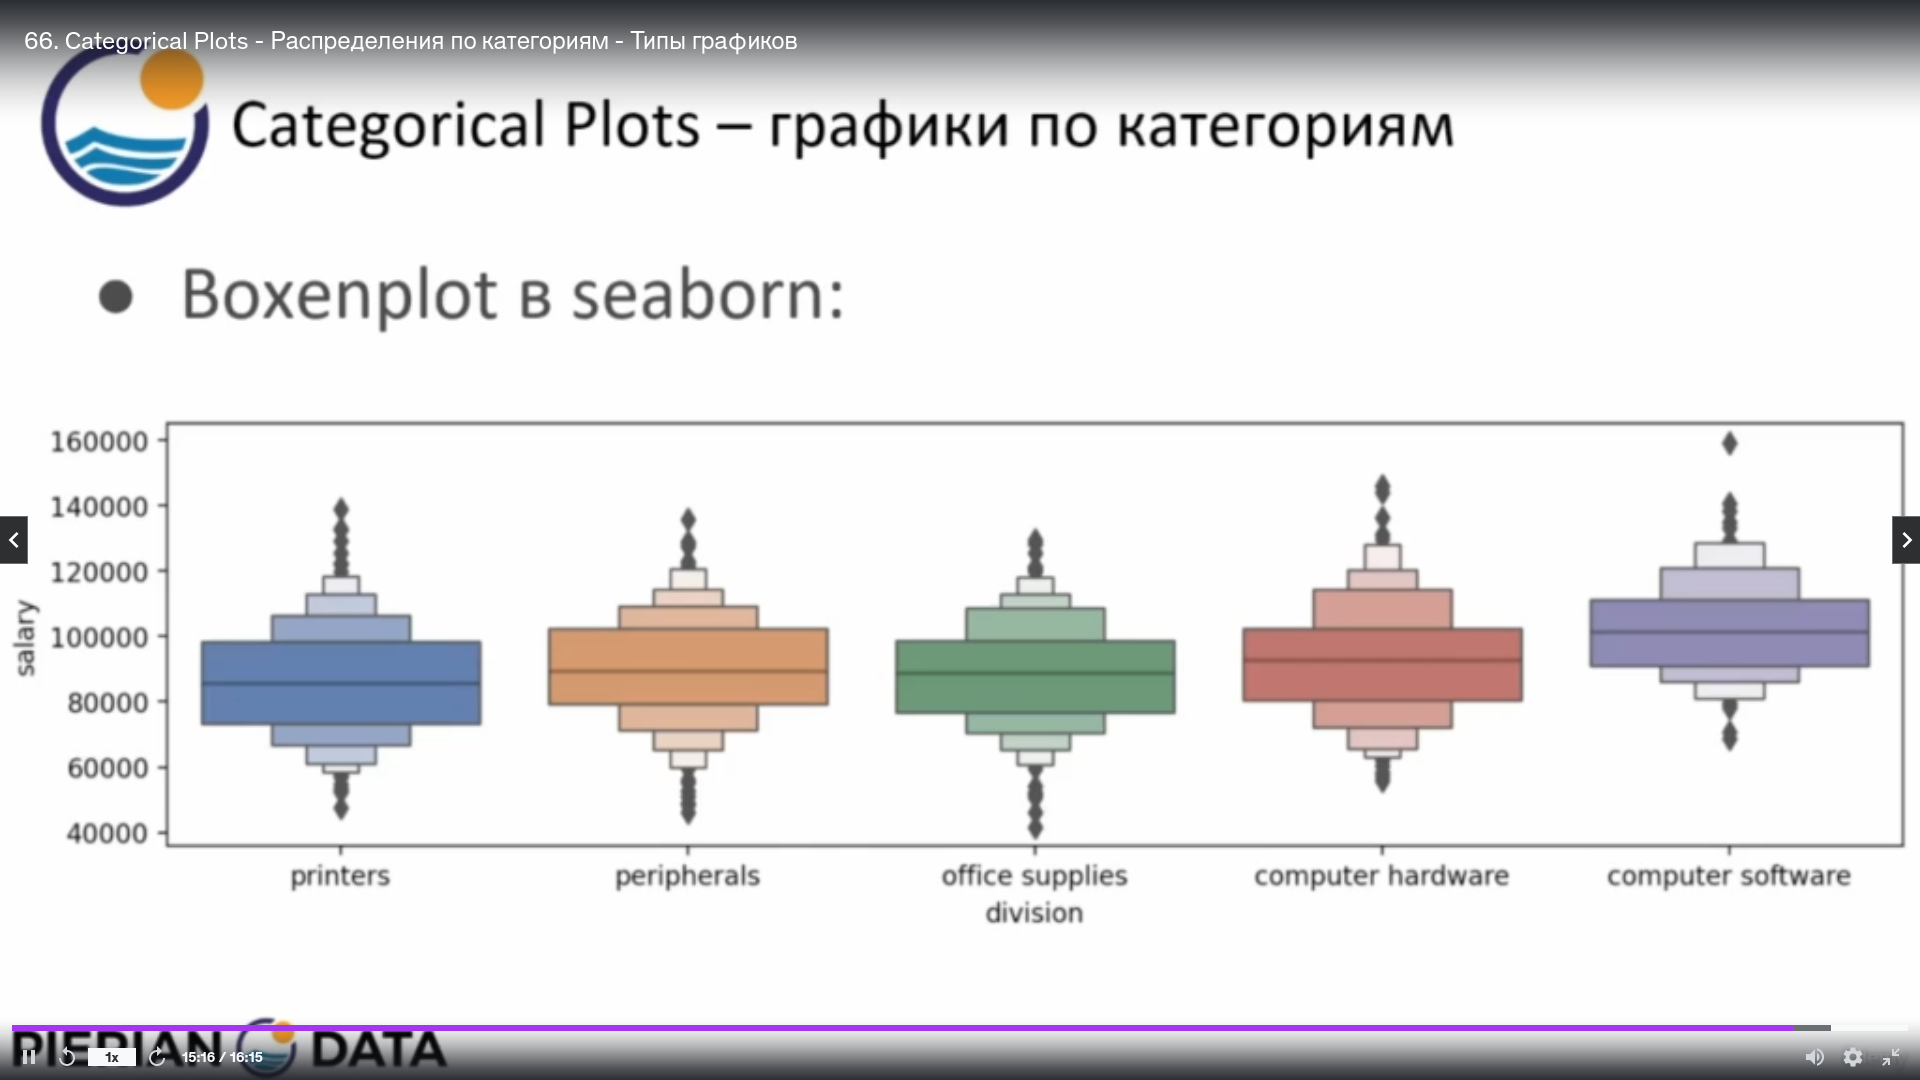 66. Categorical Plots - Распределения по категориям - Типы графиков
Categorical Plots – графики по категориям
● Boxenplot в seaborn:
160000
140000
120000
100000
80000
60000
40000
salary
printers
peripherals
office supplies
computer hardware
computer software
division
PIERIAN DATA
1x
15:16 / 16:15